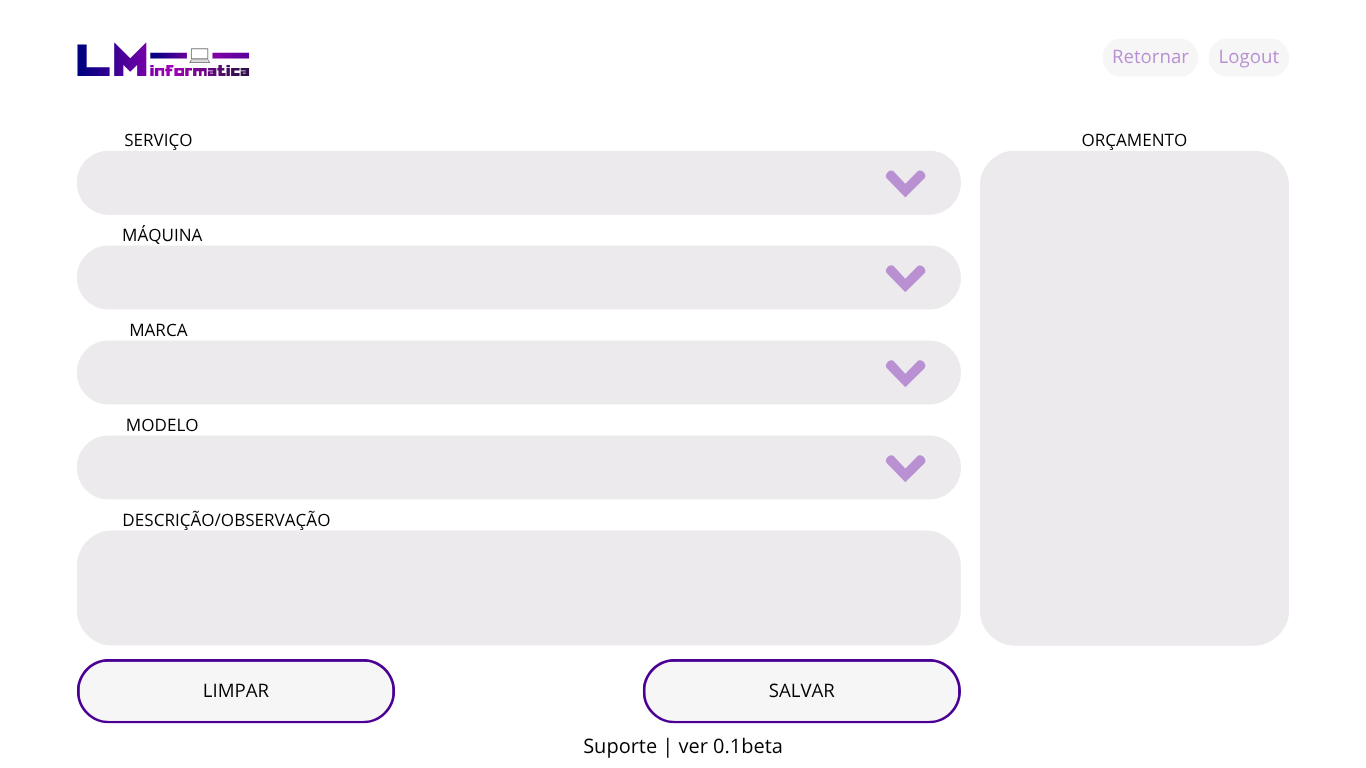 LM informatica
Retornar
Logout
SERVIÇO
MÁQUINA
MARCA
MODELO
DESCRIÇÃO/OBSERVAÇÃO
ORÇAMENTO
LIMPAR
SALVAR
Suporte | ver 0.1beta